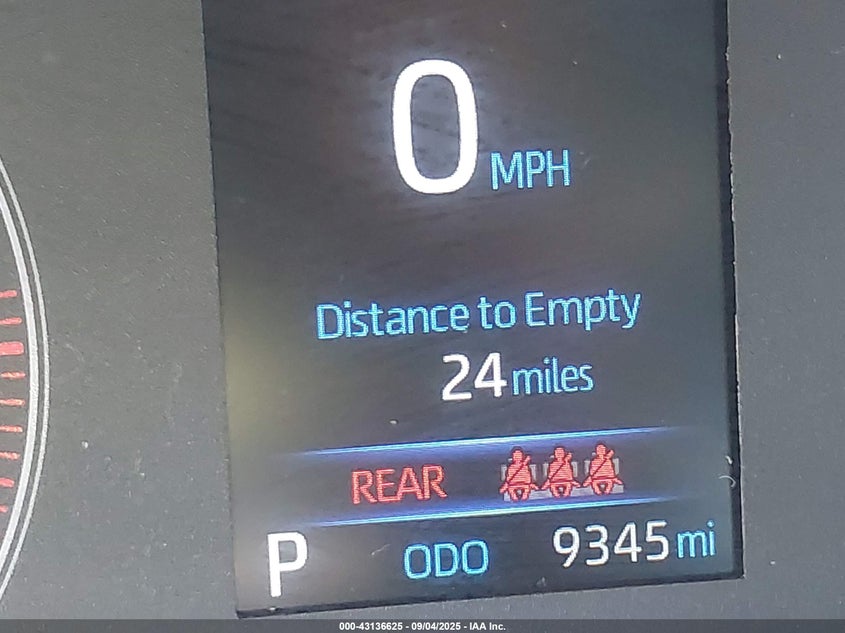 0 MPH
Distance to Empty
24 miles
REAR
P ODO 9345 mi
000-43136625 - 09/04/2025 - IAA Inc.